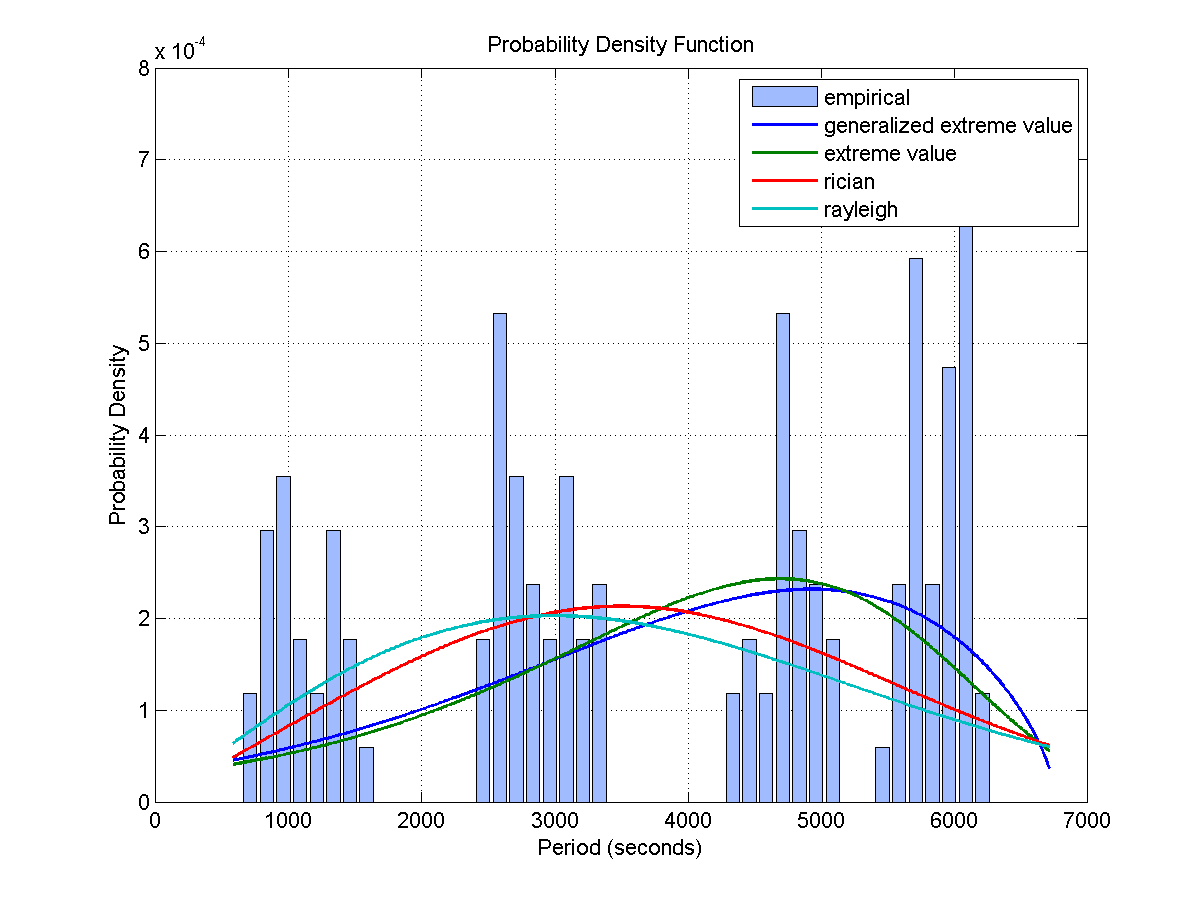 Probability Density Function
x 10-4
8
7
6
5
4
3
2
1
0
Probability Density
empirical
generalized extreme value
extreme value
rician
rayleigh
0 1000 2000 3000 4000 5000 6000 7000
Period (seconds)